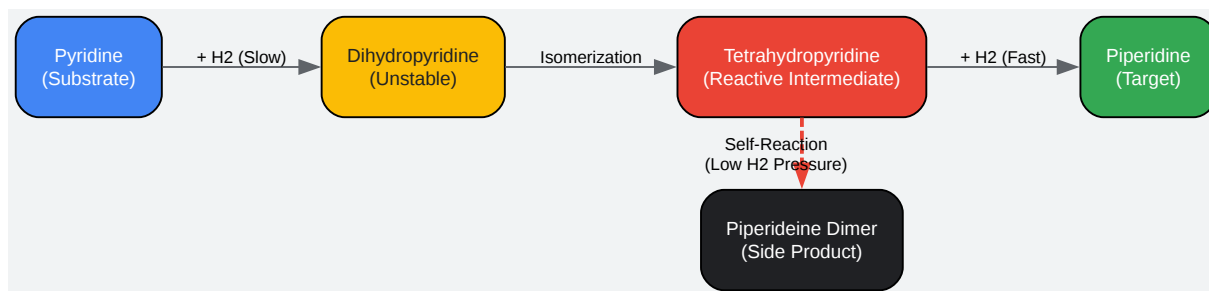 Pyridine
(Substrate)
+ H2 (Slow)
Dihydropyridine
(Unstable)
Isomerization
Tetrahydropyridine
(Reactive Intermediate)
+ H2 (Fast)
Piperidine
(Target)
Self-Reaction
(Low H2 Pressure)
Piperideine Dimer
(Side Product)